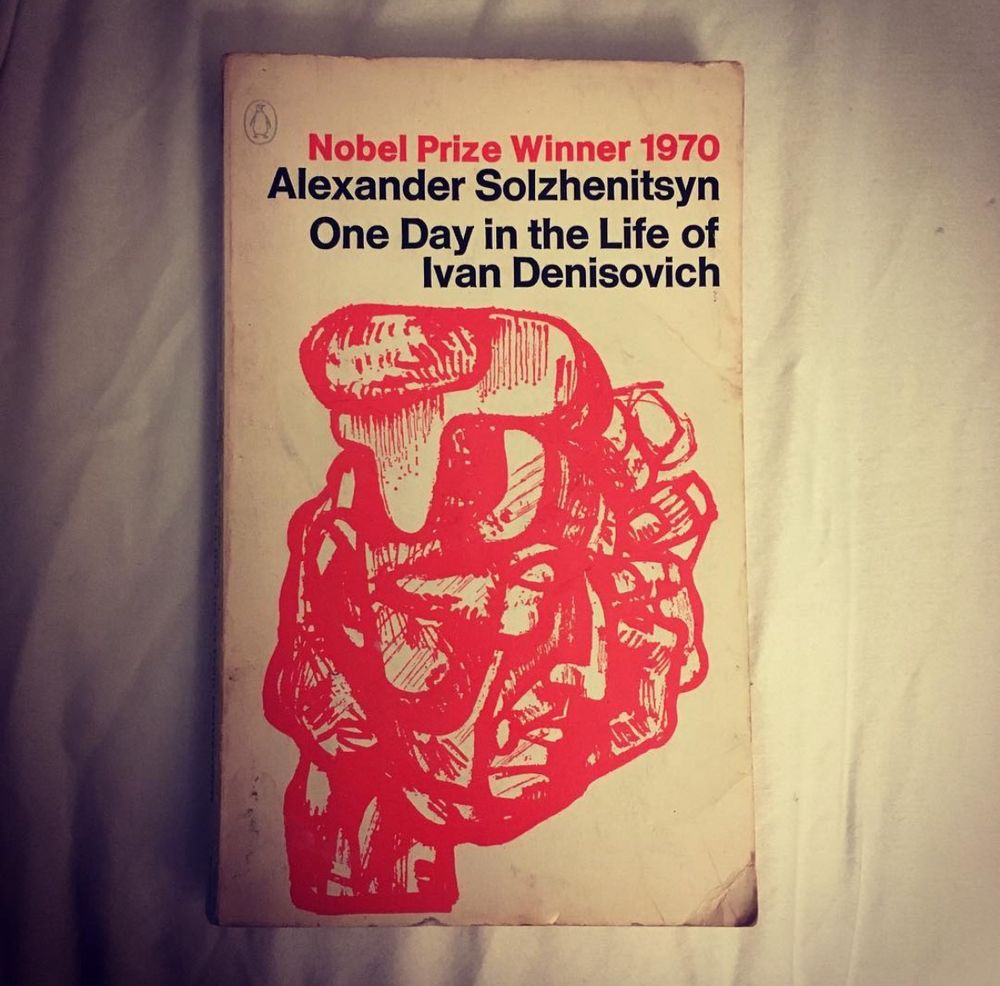 Nobel Prize Winner 1970
Alexander Solzhenitsyn
One Day in the Life of
Ivan Denisovich